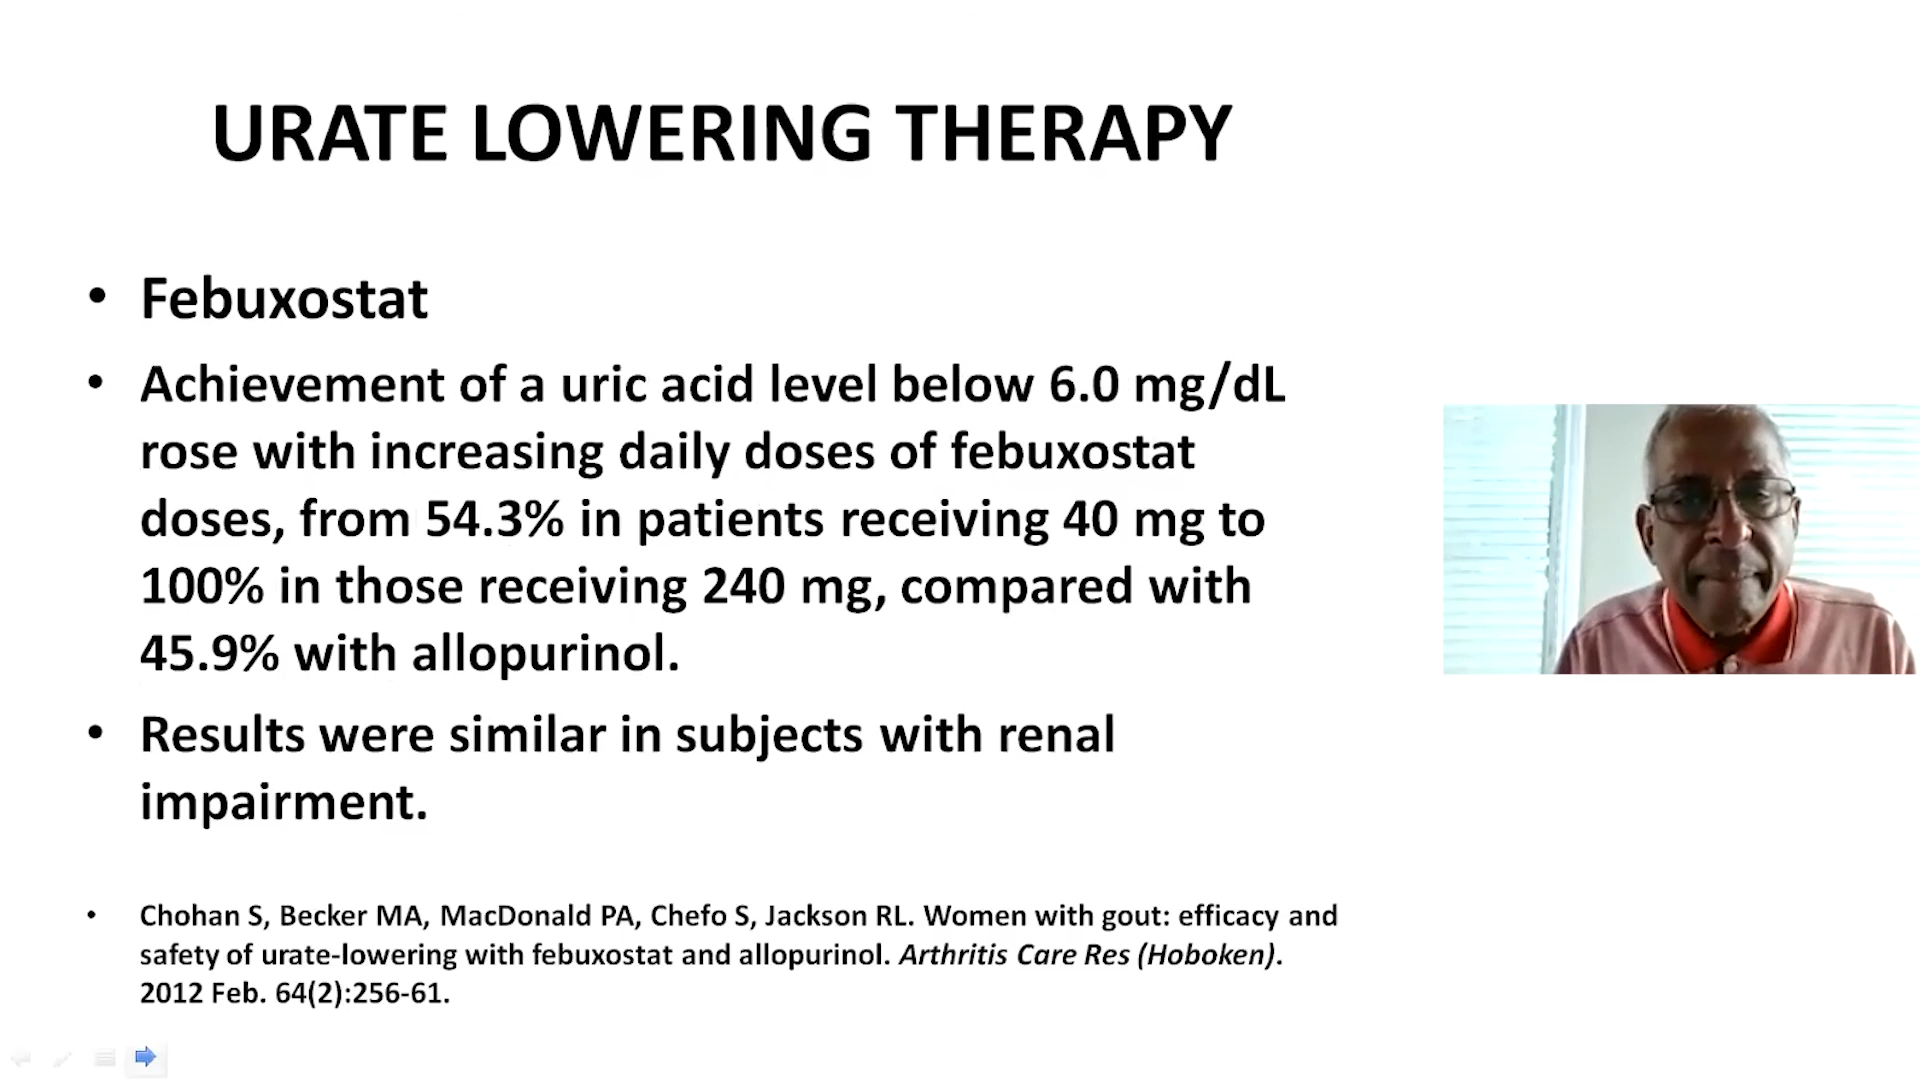 URATE LOWERING THERAPY
• Febuxostat
• Achievement of a uric acid level below 6.0 mg/dL
rose with increasing daily doses of febuxostat
doses, from 54.3% in patients receiving 40 mg to
100% in those receiving 240 mg, compared with
45.9% with allopurinol.
• Results were similar in subjects with renal
impairment.
• Chohan S, Becker MA, MacDonald PA, Chefo S, Jackson RL. Women with gout: efficacy and
safety of urate-lowering with febuxostat and allopurinol. Arthritis Care Res (Hoboken).
2012 Feb. 64(2):256-61.